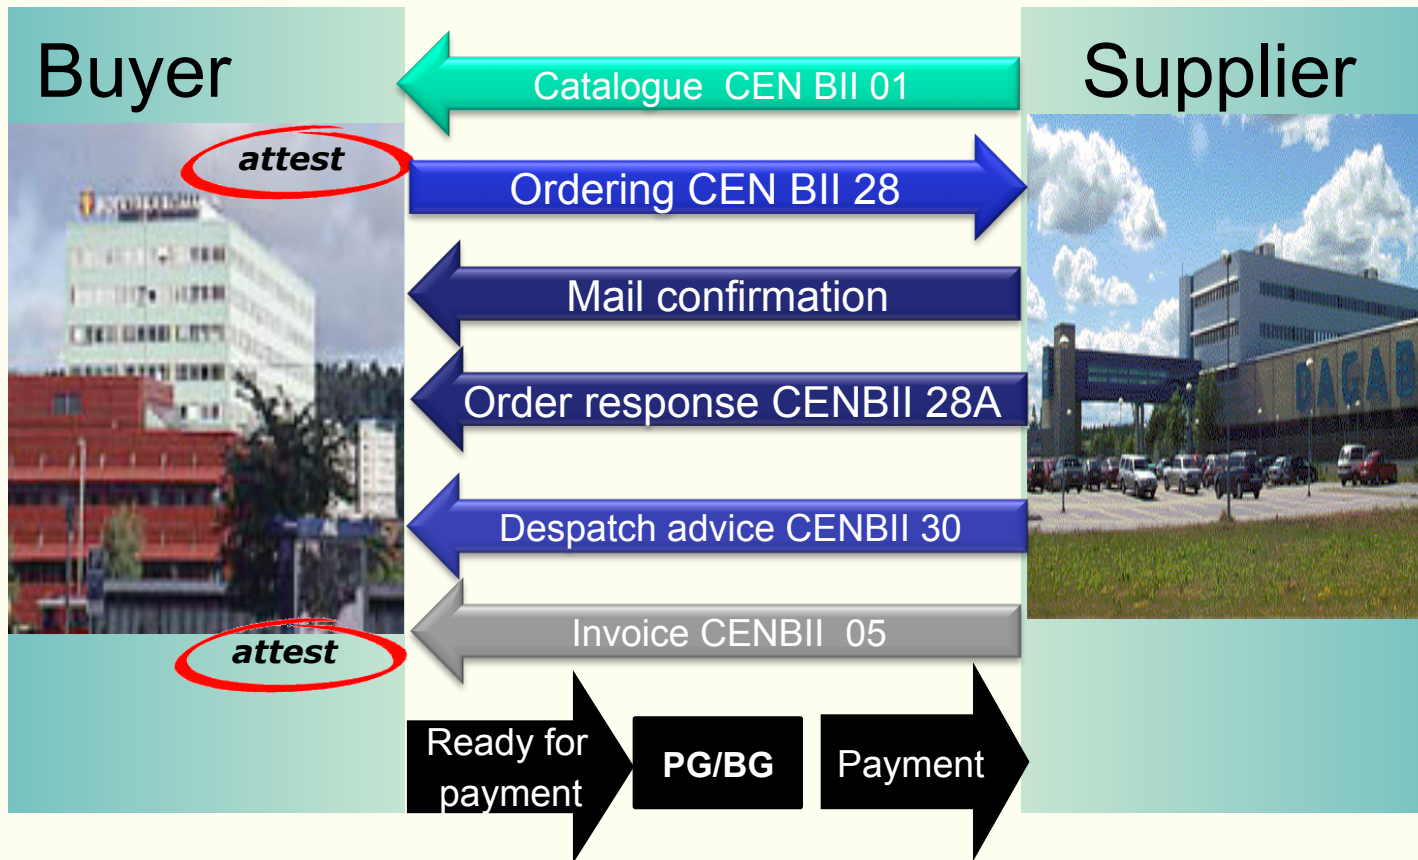 Buyer
Supplier
Catalogue CEN BII 01
attest
Ordering CEN BII 28
Mail confirmation
Order response CENBII 28A
DAGAB
Despatch advice CENBII 30
Invoice CENBII 05
attest
Ready for
payment
PG/BG
Payment